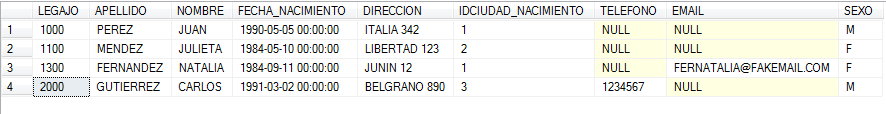 LEGAJO APELLIDO NOMBRE FECHA_NACIMIENTO DIRECCION IDCIUDAD_NACIMIENTO TELEFONO EMAIL SEXO
1 1000 PEREZ JUAN 1990-05-05 00:00:00 ITALIA 342 1 NULL NULL M
2 1100 MENDEZ JULIETA 1984-05-10 00:00:00 LIBERTAD 123 2 NULL NULL F
3 1300 FERNANDEZ NATALIA 1984-09-11 00:00:00 JUNIN 12 1 NULL FERNATALIA@FAKEMAIL.COM F
4 2000 GUTIERREZ CARLOS 1991-03-02 00:00:00 BELGRANO 890 3 1234567 NULL M